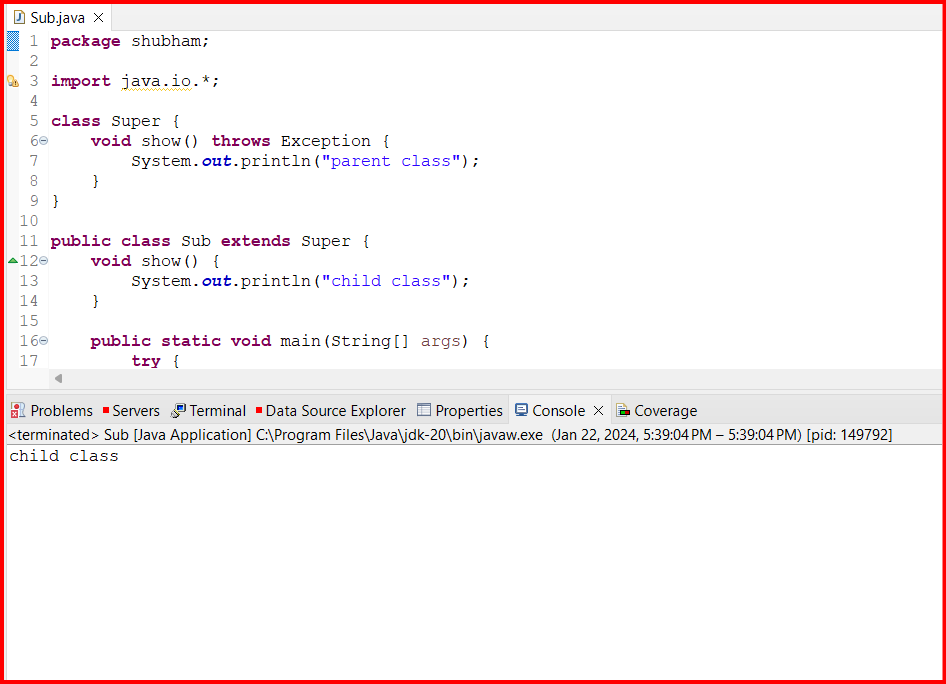 Sub.java
1 package shubham;
2
3 import java.io.*;
4
5 class Super {
6 void show() throws Exception {
7 System.out.println("parent class");
8 }
9 }
10
11 public class Sub extends Super {
12 void show() {
13 System.out.println("child class");
14 }
15
16 public static void main(String[] args) {
17 try {
Problems Servers Terminal Data Source Explorer Properties Console Coverage
<terminated> Sub [Java Application] C:\Program Files\Java\jdk-20\bin\javaw.exe (Jan 22, 2024, 5:39:04 PM – 5:39:04 PM) [pid: 149792]
child class